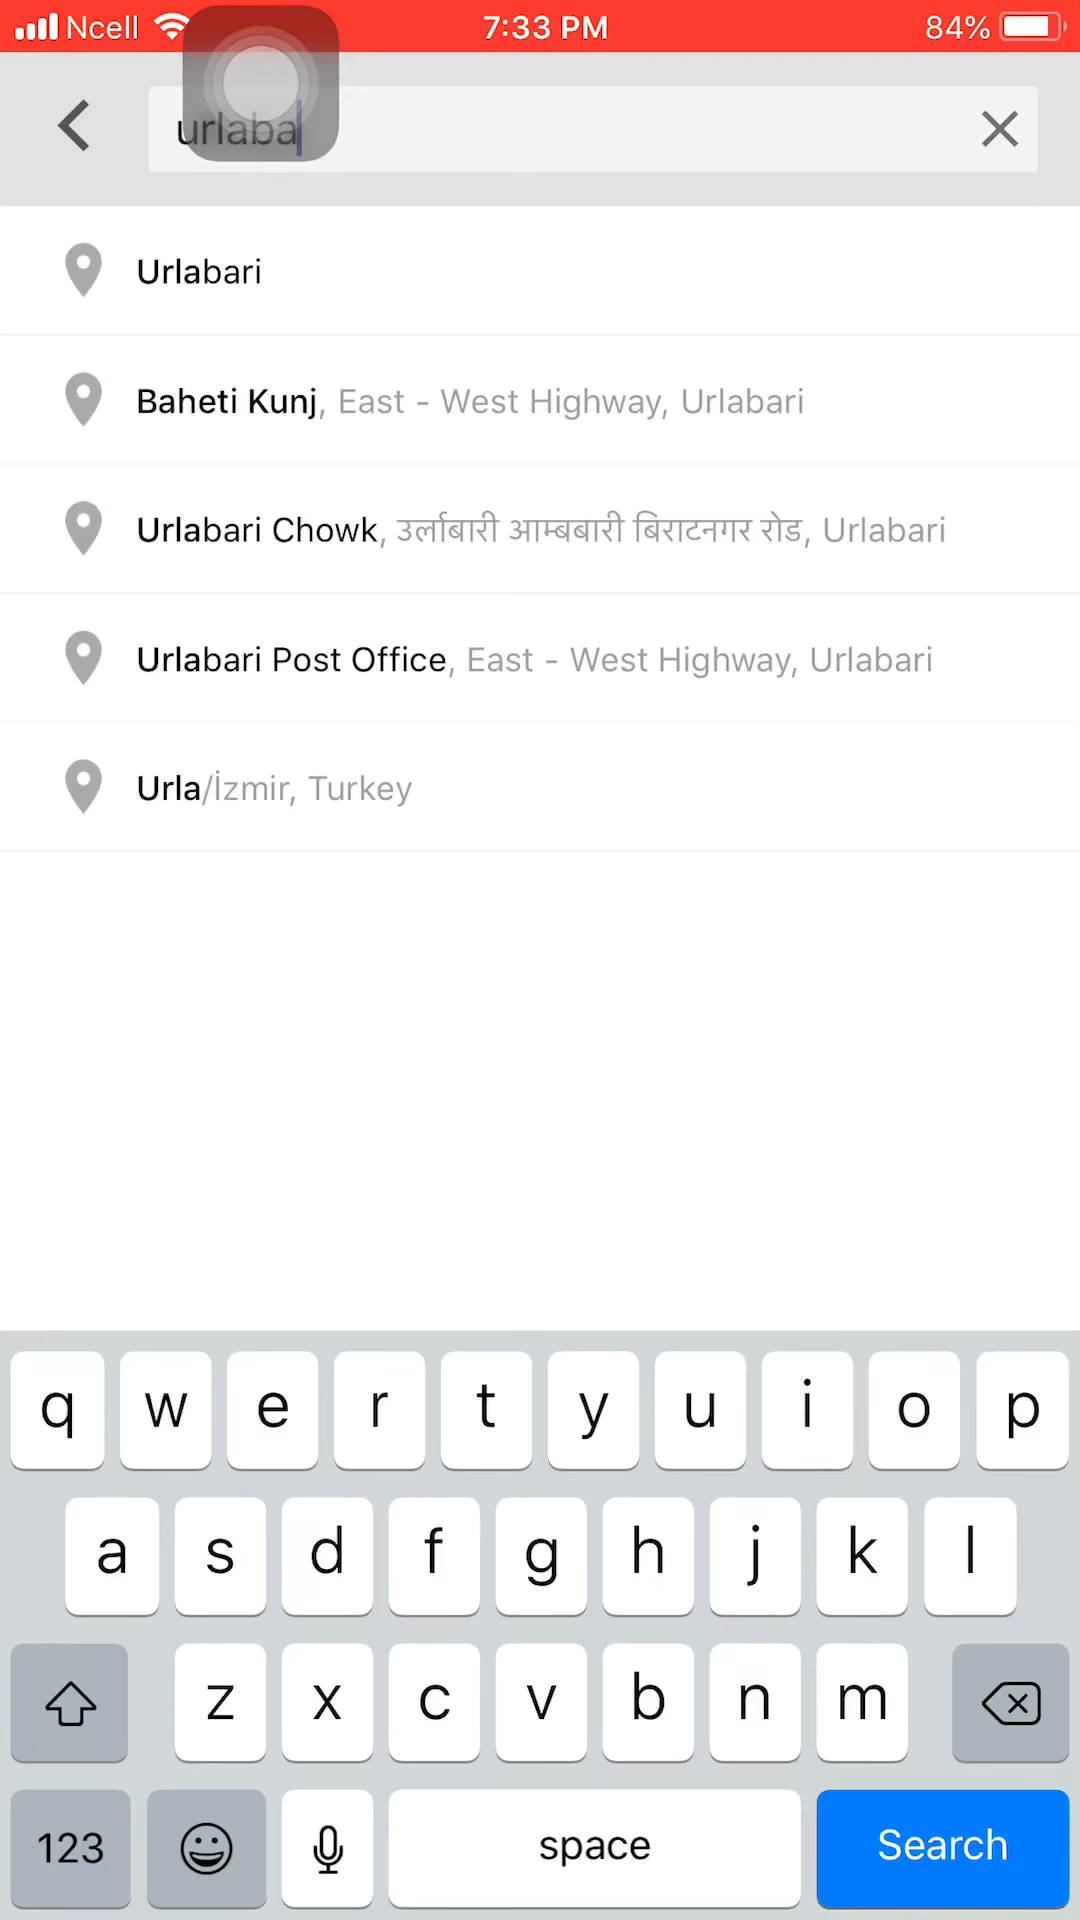 Ncell 7:33 PM 84%
urlaba
Urlabari
Baheti Kunj, East - West Highway, Urlabari
Urlabari Chowk, उर्लाबारी आम्बबारी बिराटनगर रोड, Urlabari
Urlabari Post Office, East - West Highway, Urlabari
Urla/İzmir, Turkey
q w e r t y u i o p
a s d f g h j k l
z x c v b n m
123 space Search